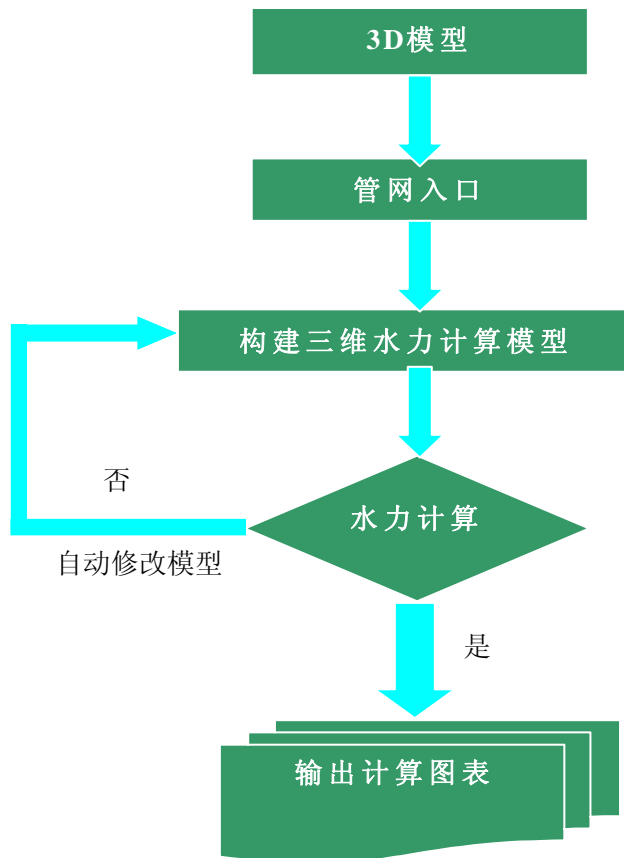 3D模型
管网入口
构建三维水力计算模型
否
水力计算
自动修改模型
是
输出计算图表